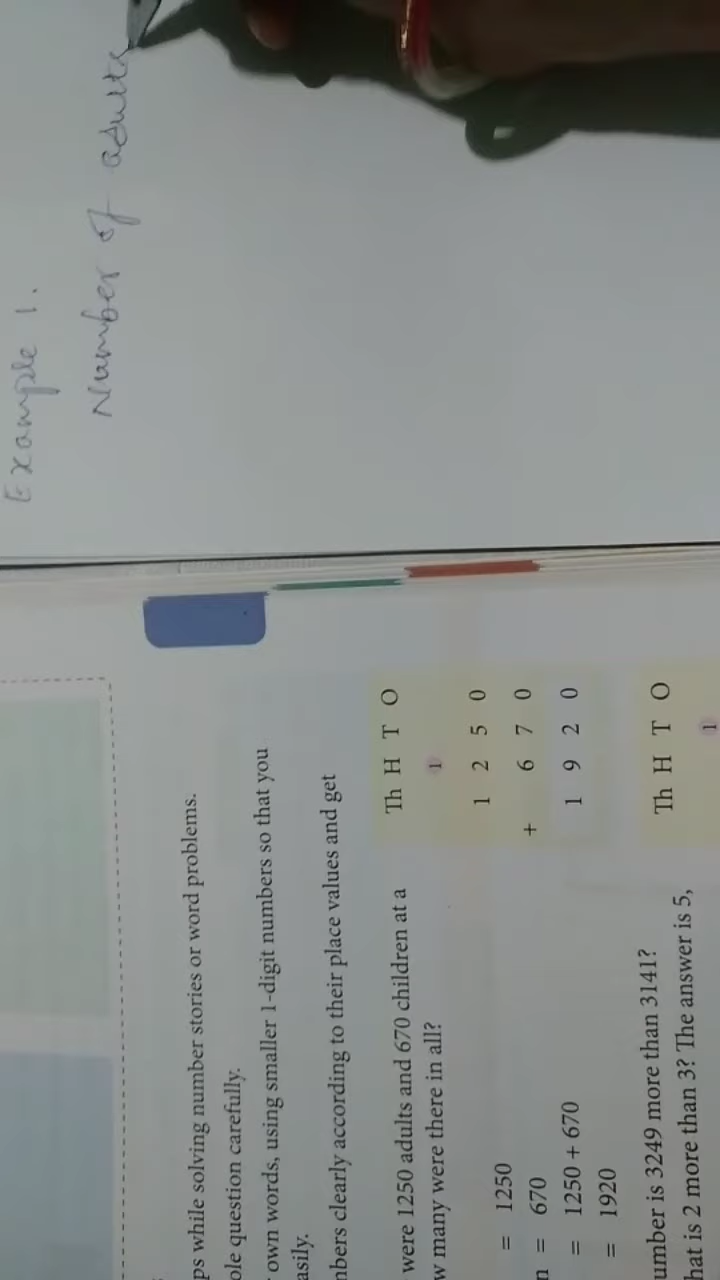 Example 1.
Number of adults
ps while solving number stories or word problems.
ole question carefully.
own words, using smaller 1-digit numbers so that you
asily.
nbers clearly according to their place values and get
were 1250 adults and 670 children at a
w many were there in all?
= 1250
n = 670
= 1250 + 670
= 1920
Th H T O
1
1 2 5 0
+ 6 7 0
1 9 2 0
umber is 3249 more than 3141?
hat is 2 more than 3? The answer is 5,
Th H T O
1